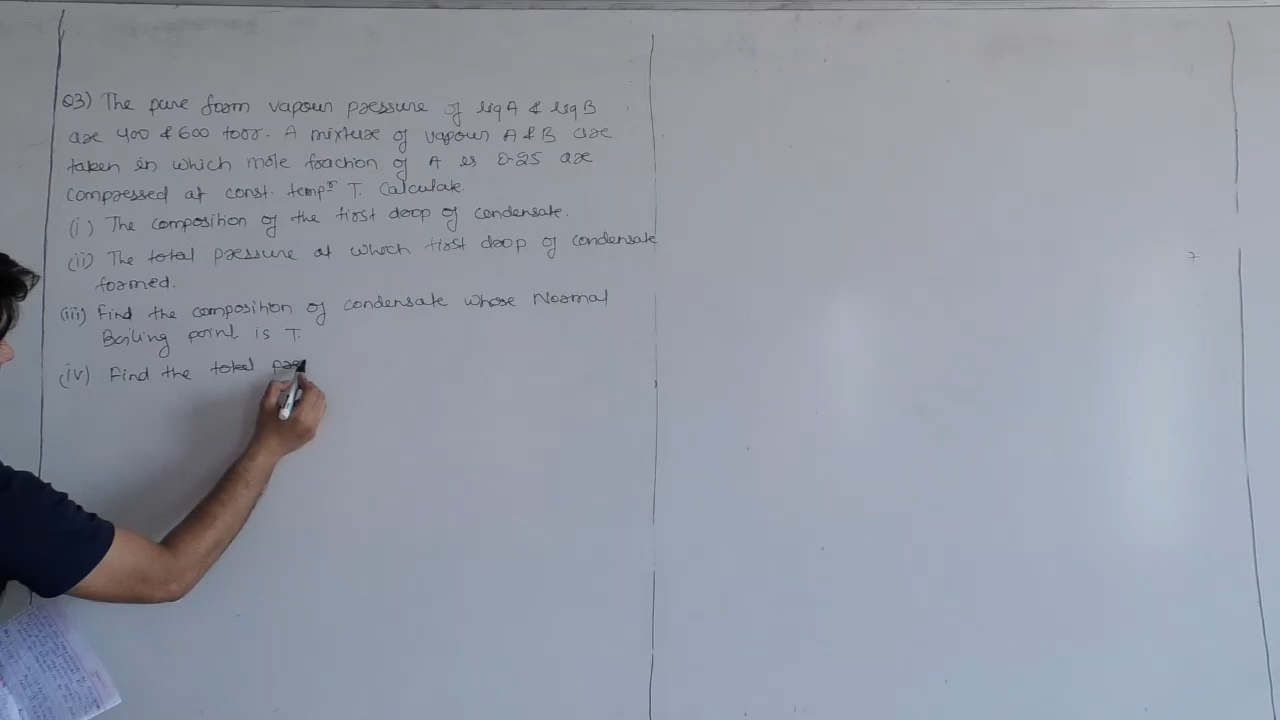 Q3) The pure form vapour pressure of liq A & liq B
are 400 & 600 torr. A mixture of vapour A & B are
taken in which mole fraction of A is 0.25 are
compressed at const. tempr T. Calculate.
(i) The composition of the first drop of condensate.
(ii) The total pressure at which first drop of condensate
formed.
(iii) Find the composition of condensate whose Normal
Boiling point is T.
(iv) Find the total
7